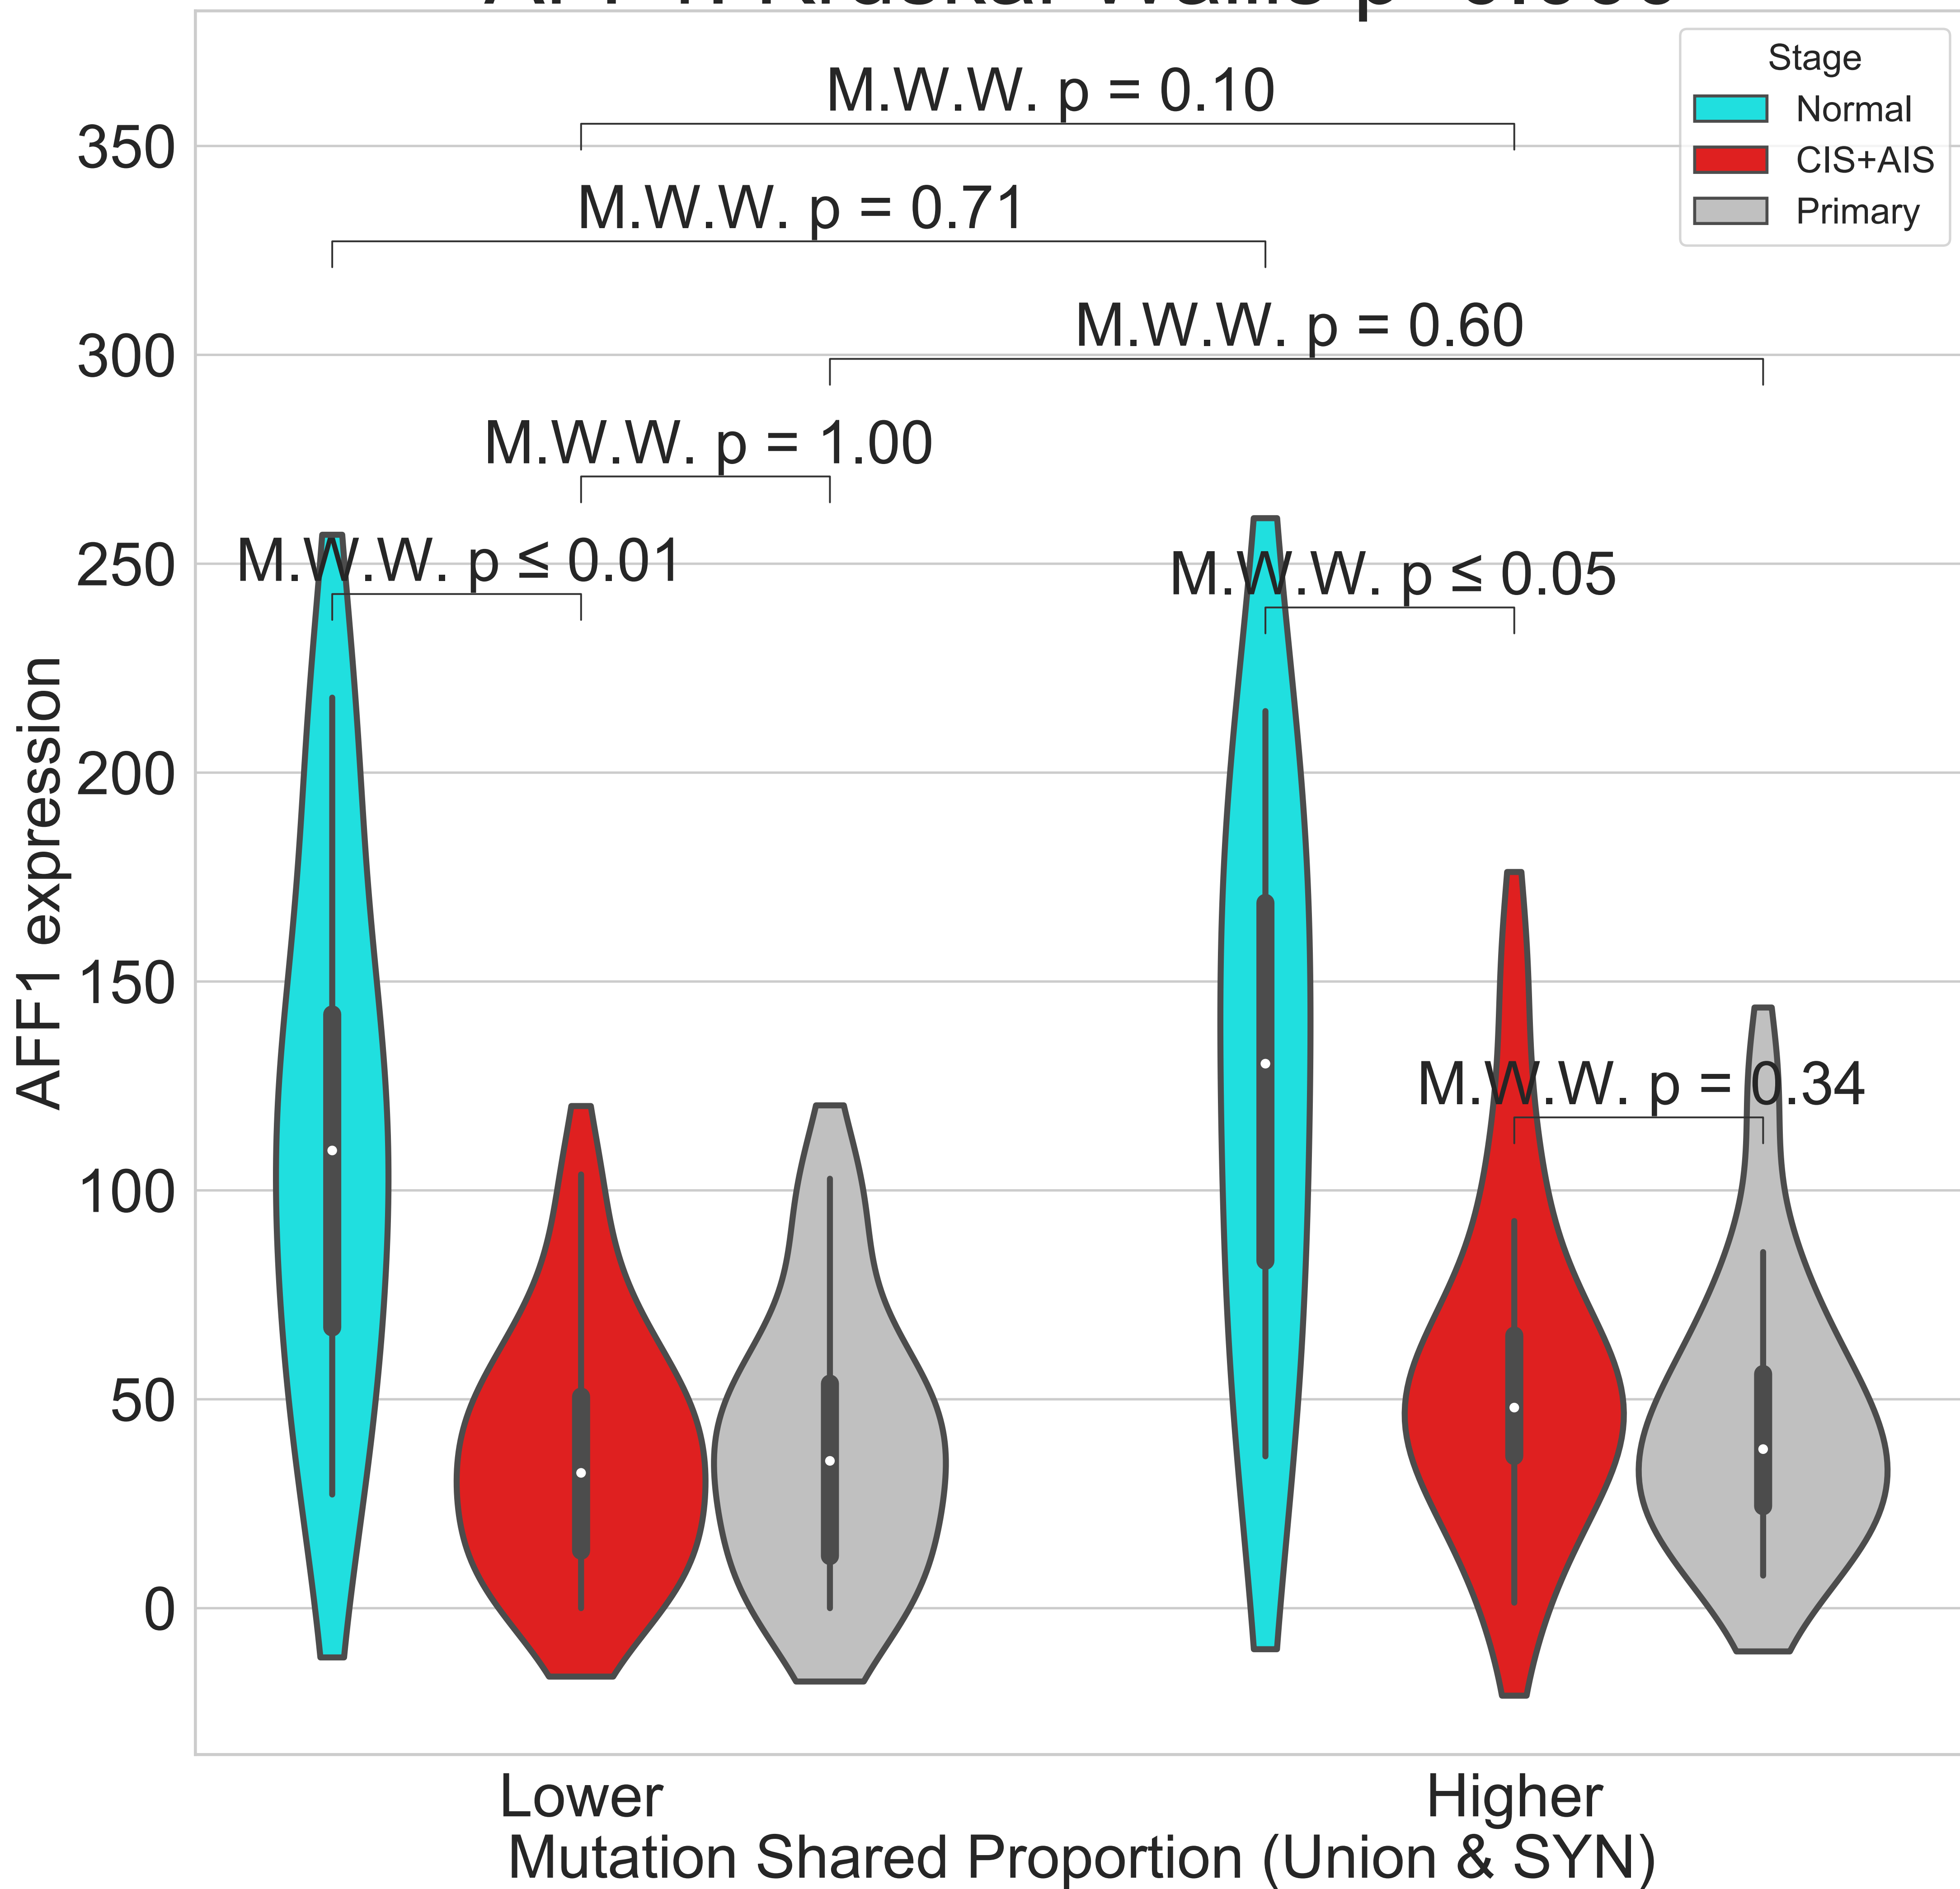 Stage
Normal
CIS+AIS
Primary
M.W.W. p = 0.10
350
M.W.W. p = 0.71
M.W.W. p = 0.60
300
M.W.W. p = 1.00
M.W.W. p ≤ 0.01
M.W.W. p ≤ 0.05
250
200
150
M.W.W. p = 0.34
100
50
0
AFF1 expression
Lower
Higher
Mutation Shared Proportion (Union & SYN)